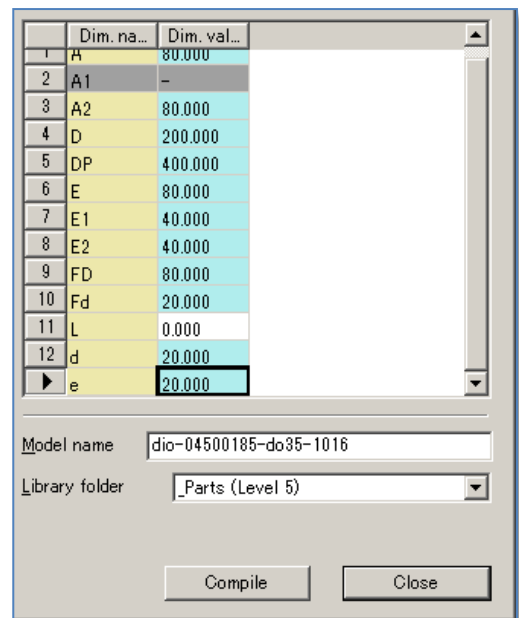 Dim. na... Dim. val...
1 A 80.000
2 A1 –
3 A2 80.000
4 D 200.000
5 DP 400.000
6 E 80.000
7 E1 40.000
8 E2 40.000
9 FD 80.000
10 Fd 20.000
11 L 0.000
12 d 20.000
e 20.000
Model name dio-04500185-do35-1016
Library folder _Parts (Level 5)
Compile Close